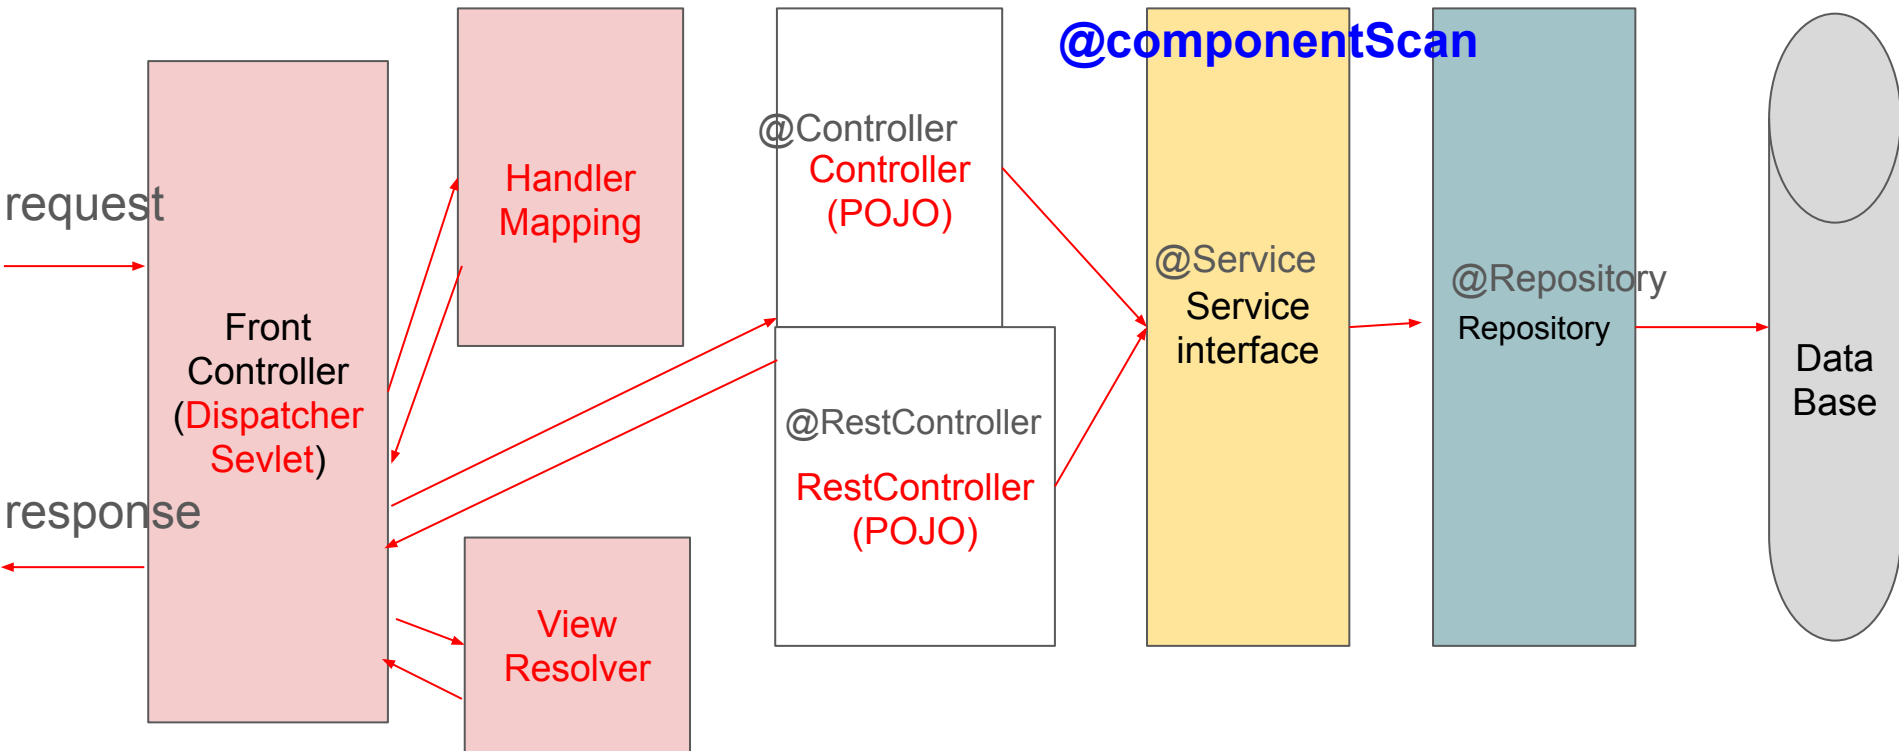 request
response
Front
Controller
(Dispatcher
Sevlet)
Handler
Mapping
View
Resolver
@Controller
Controller
(POJO)
@RestController
RestController
(POJO)
@componentScan
@Service
Service
interface
@Repository
Repository
Data
Base